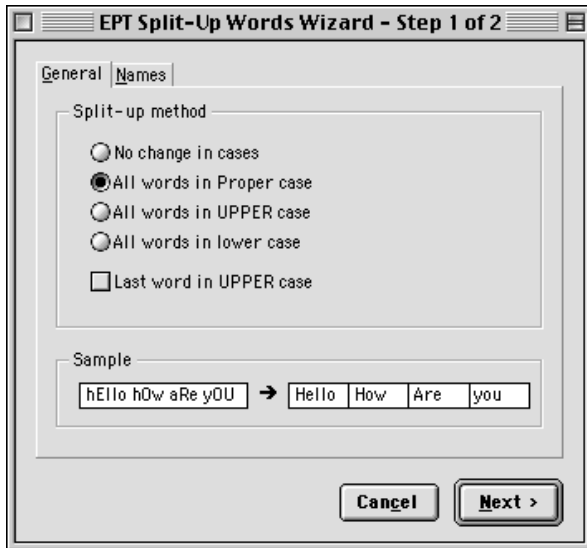 EPT Split-Up Words Wizard - Step 1 of 2
General Names
Split-up method
No change in cases
All words in Proper case
All words in UPPER case
All words in lower case
Last word in UPPER case
Sample
hEllo hOw aRe yOU → Hello How Are you
Cancel Next >